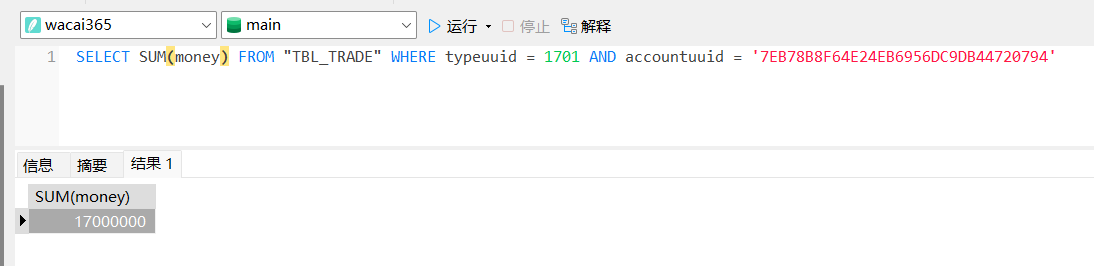 wacai365 main 运行 停止 解释
1 SELECT SUM(money) FROM "TBL_TRADE" WHERE typeuuid = 1701 AND accountuuid = '7EB78B8F64E24EB6956DC9DB44720794'
信息 摘要 结果 1
SUM(money)
17000000